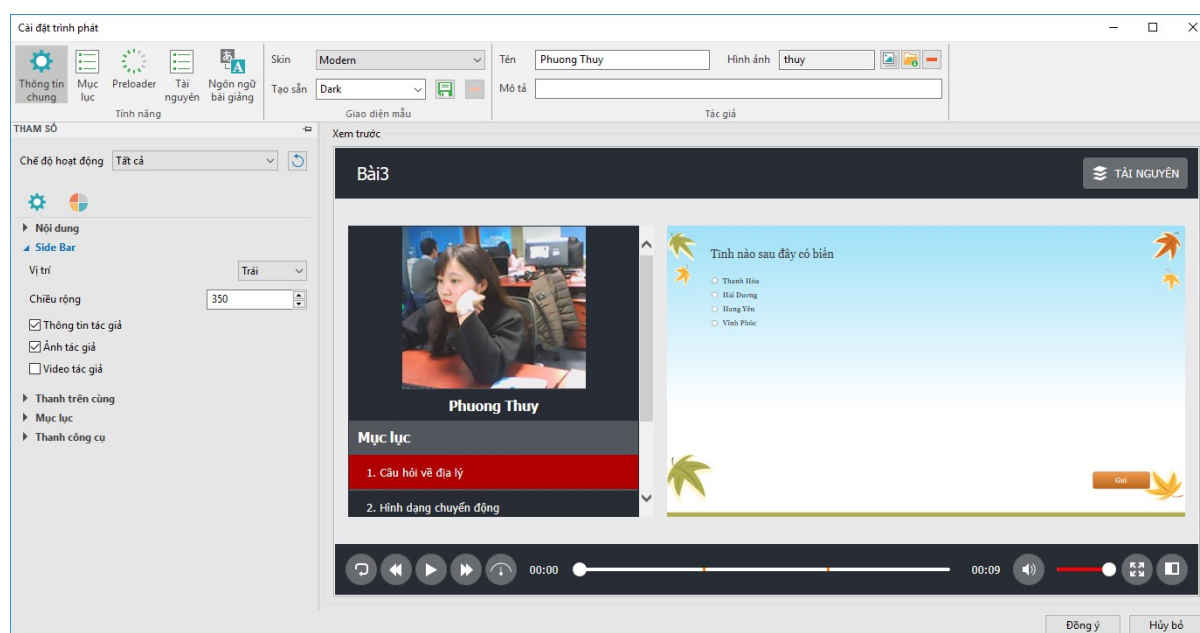 Cài đặt trình phát
Thông tin chung
Mục lục
Preloader
Tài nguyên
Ngôn ngữ bài giảng
Tính năng
Skin
Modern
Tạo sẵn
Dark
Giao diện mẫu
Tên
Phuong Thuy
Hình ảnh
thuy
Mô tả
Tác giả
THAM SỐ
Chế độ hoạt động
Tất cả
Nội dung
Side Bar
Vị trí
Trái
Chiều rộng
350
Thông tin tác giả
Ảnh tác giả
Video tác giả
Thanh trên cùng
Mục lục
Thanh công cụ
Xem trước
Bài3
TÀI NGUYÊN
Phuong Thuy
Mục lục
1. Câu hỏi về địa lý
2. Hình dạng chuyển động
Tỉnh nào sau đây có biển
Thanh Hóa
Hải Dương
Hưng Yên
Vĩnh Phúc
Gửi
00:00
00:09
Đồng ý
Hủy bỏ